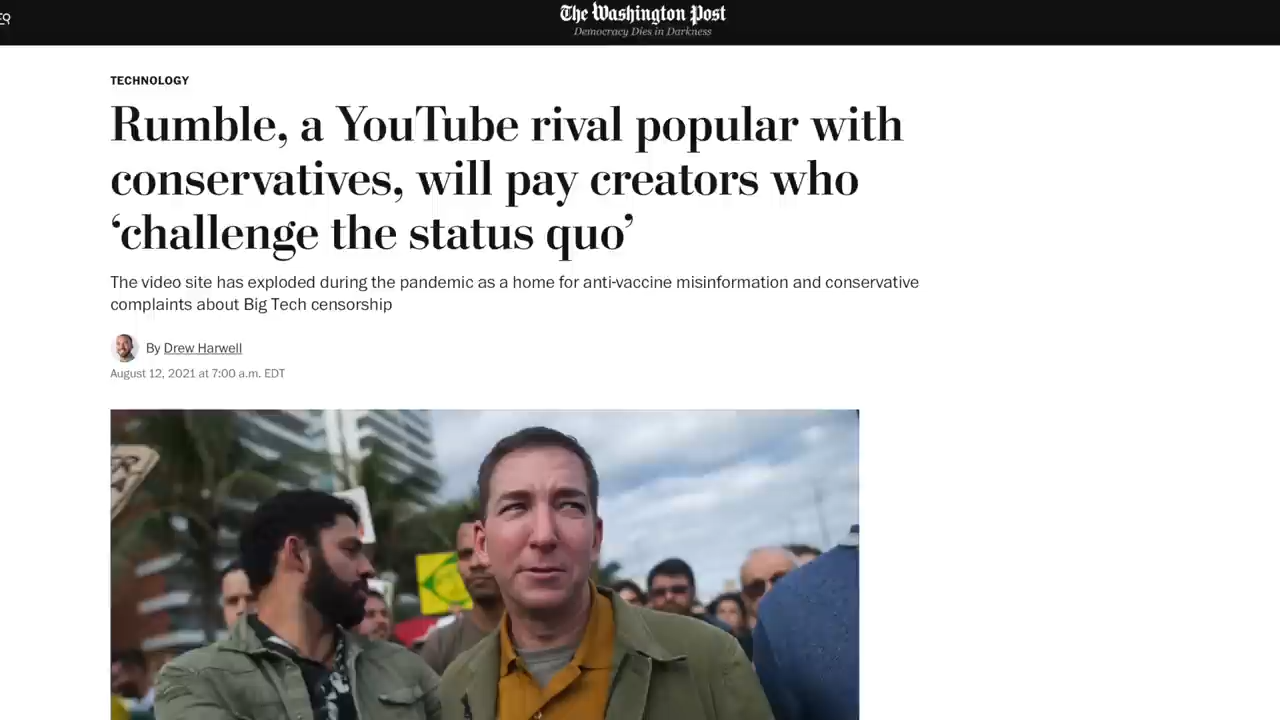 The Washington Post
Democracy Dies in Darkness
TECHNOLOGY
Rumble, a YouTube rival popular with
conservatives, will pay creators who
‘challenge the status quo’
The video site has exploded during the pandemic as a home for anti-vaccine misinformation and conservative
complaints about Big Tech censorship
By Drew Harwell
August 12, 2021 at 7:00 a.m. EDT